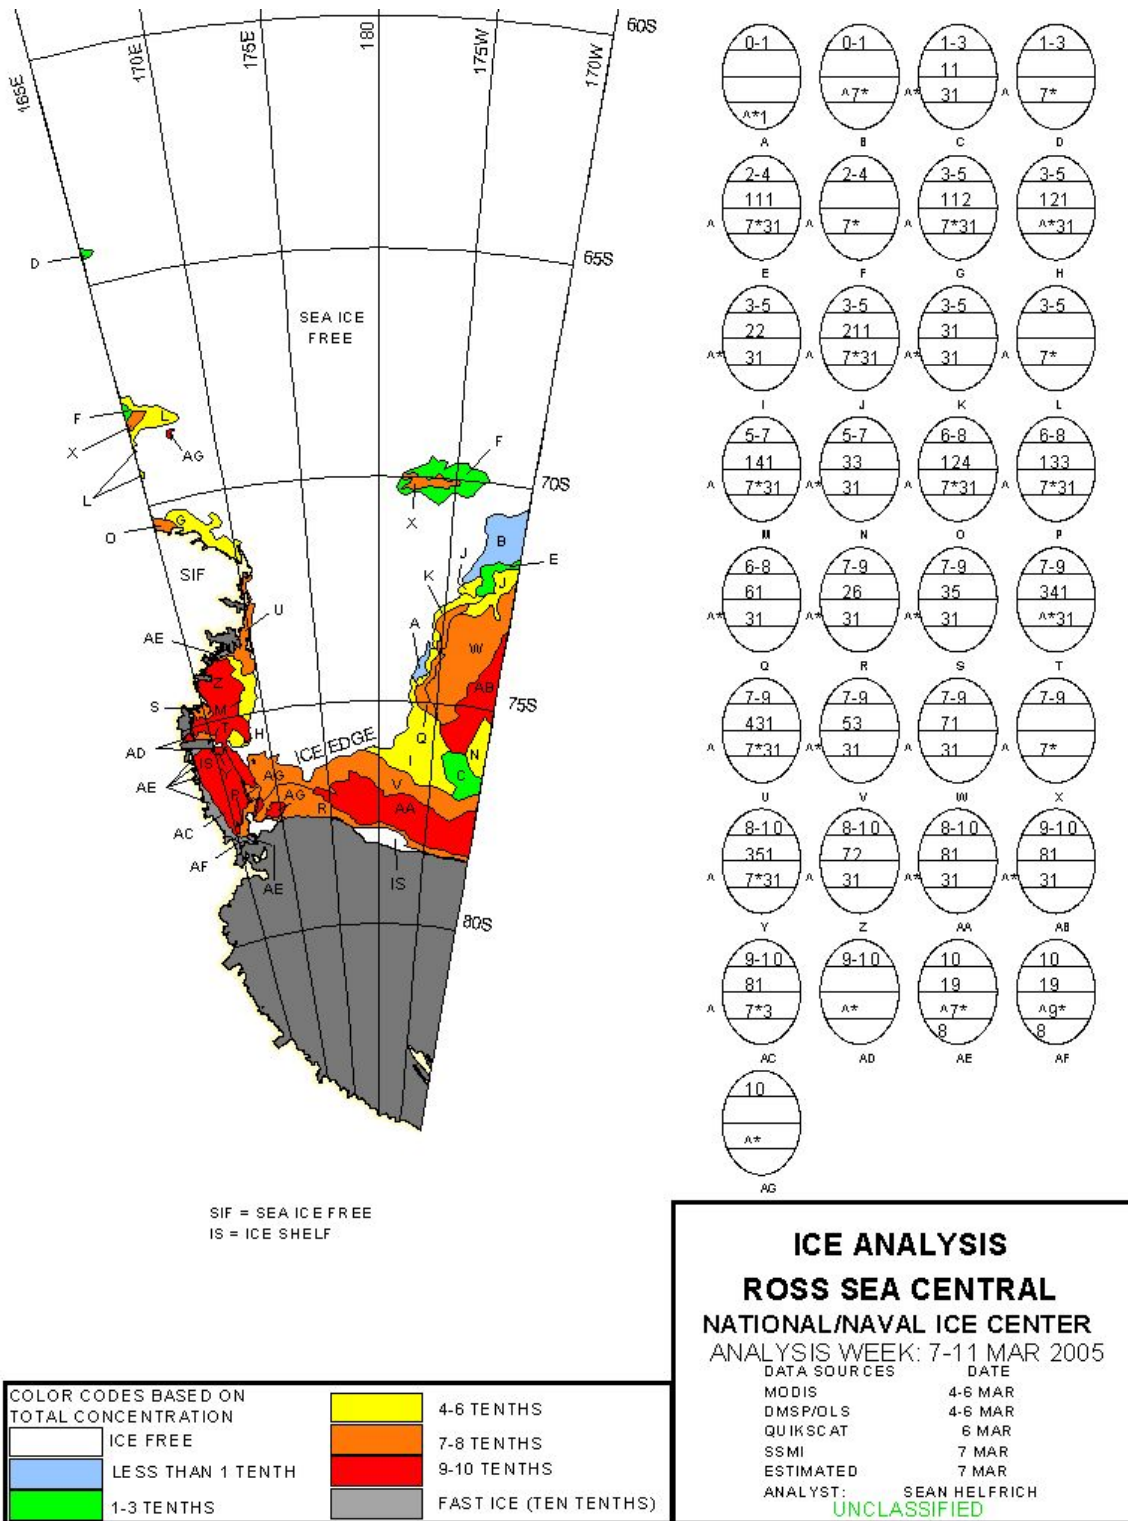 165E
170E
175E
180
175W
170W
60S
65S
D
SEA ICE
FREE
F
L
X
AG
L
F
X
70S
O
G
SIF
B
J
E
J
K
U
A
AE
W
Z
AB
S
M
T
75S
AD
H
ICE EDGE
Q
N
I
IS
Y
AG
C
AE
V
P
AG
R
AA
AC
AF
AE
IS
80S
0-1
^*1
A
0-1
^7*
B
1-3
11
^* 31
C
1-3
^ 7*
D
2-4
111
^ 7*31
E
2-4
^ 7*
F
3-5
112
^ 7*31
G
3-5
121
^*31
H
3-5
22
^* 31
I
3-5
211
^ 7*31
J
3-5
31
^* 31
K
3-5
^ 7*
L
5-7
141
^ 7*31
M
5-7
33
^* 31
N
6-8
124
^ 7*31
O
6-8
133
^ 7*31
P
6-8
61
^* 31
Q
7-9
26
^* 31
R
7-9
35
^* 31
S
7-9
341
^*31
T
7-9
431
^ 7*31
U
7-9
53
^* 31
V
7-9
71
^ 31
W
7-9
^ 7*
X
8-10
351
^ 7*31
Y
8-10
72
^ 31
Z
8-10
81
^* 31
AA
9-10
81
^* 31
AB
9-10
81
^ 7*3
AC
9-10
^*
AD
10
19
^7*
8
AE
10
19
^9*
8
AF
10
^*
AG
SIF = SEA ICE FREE
IS = ICE SHELF
ICE ANALYSIS
ROSS SEA CENTRAL
NATIONAL/NAVAL ICE CENTER
ANALYSIS WEEK: 7-11 MAR 2005
DATA SOURCES DATE
MODIS 4-6 MAR
DMSP/OLS 4-6 MAR
QUIKSCAT 6 MAR
SSMI 7 MAR
ESTIMATED 7 MAR
ANALYST: SEAN HELFRICH
UNCLASSIFIED
COLOR CODES BASED ON
TOTAL CONCENTRATION
ICE FREE
LESS THAN 1 TENTH
1-3 TENTHS
4-6 TENTHS
7-8 TENTHS
9-10 TENTHS
FAST ICE (TEN TENTHS)